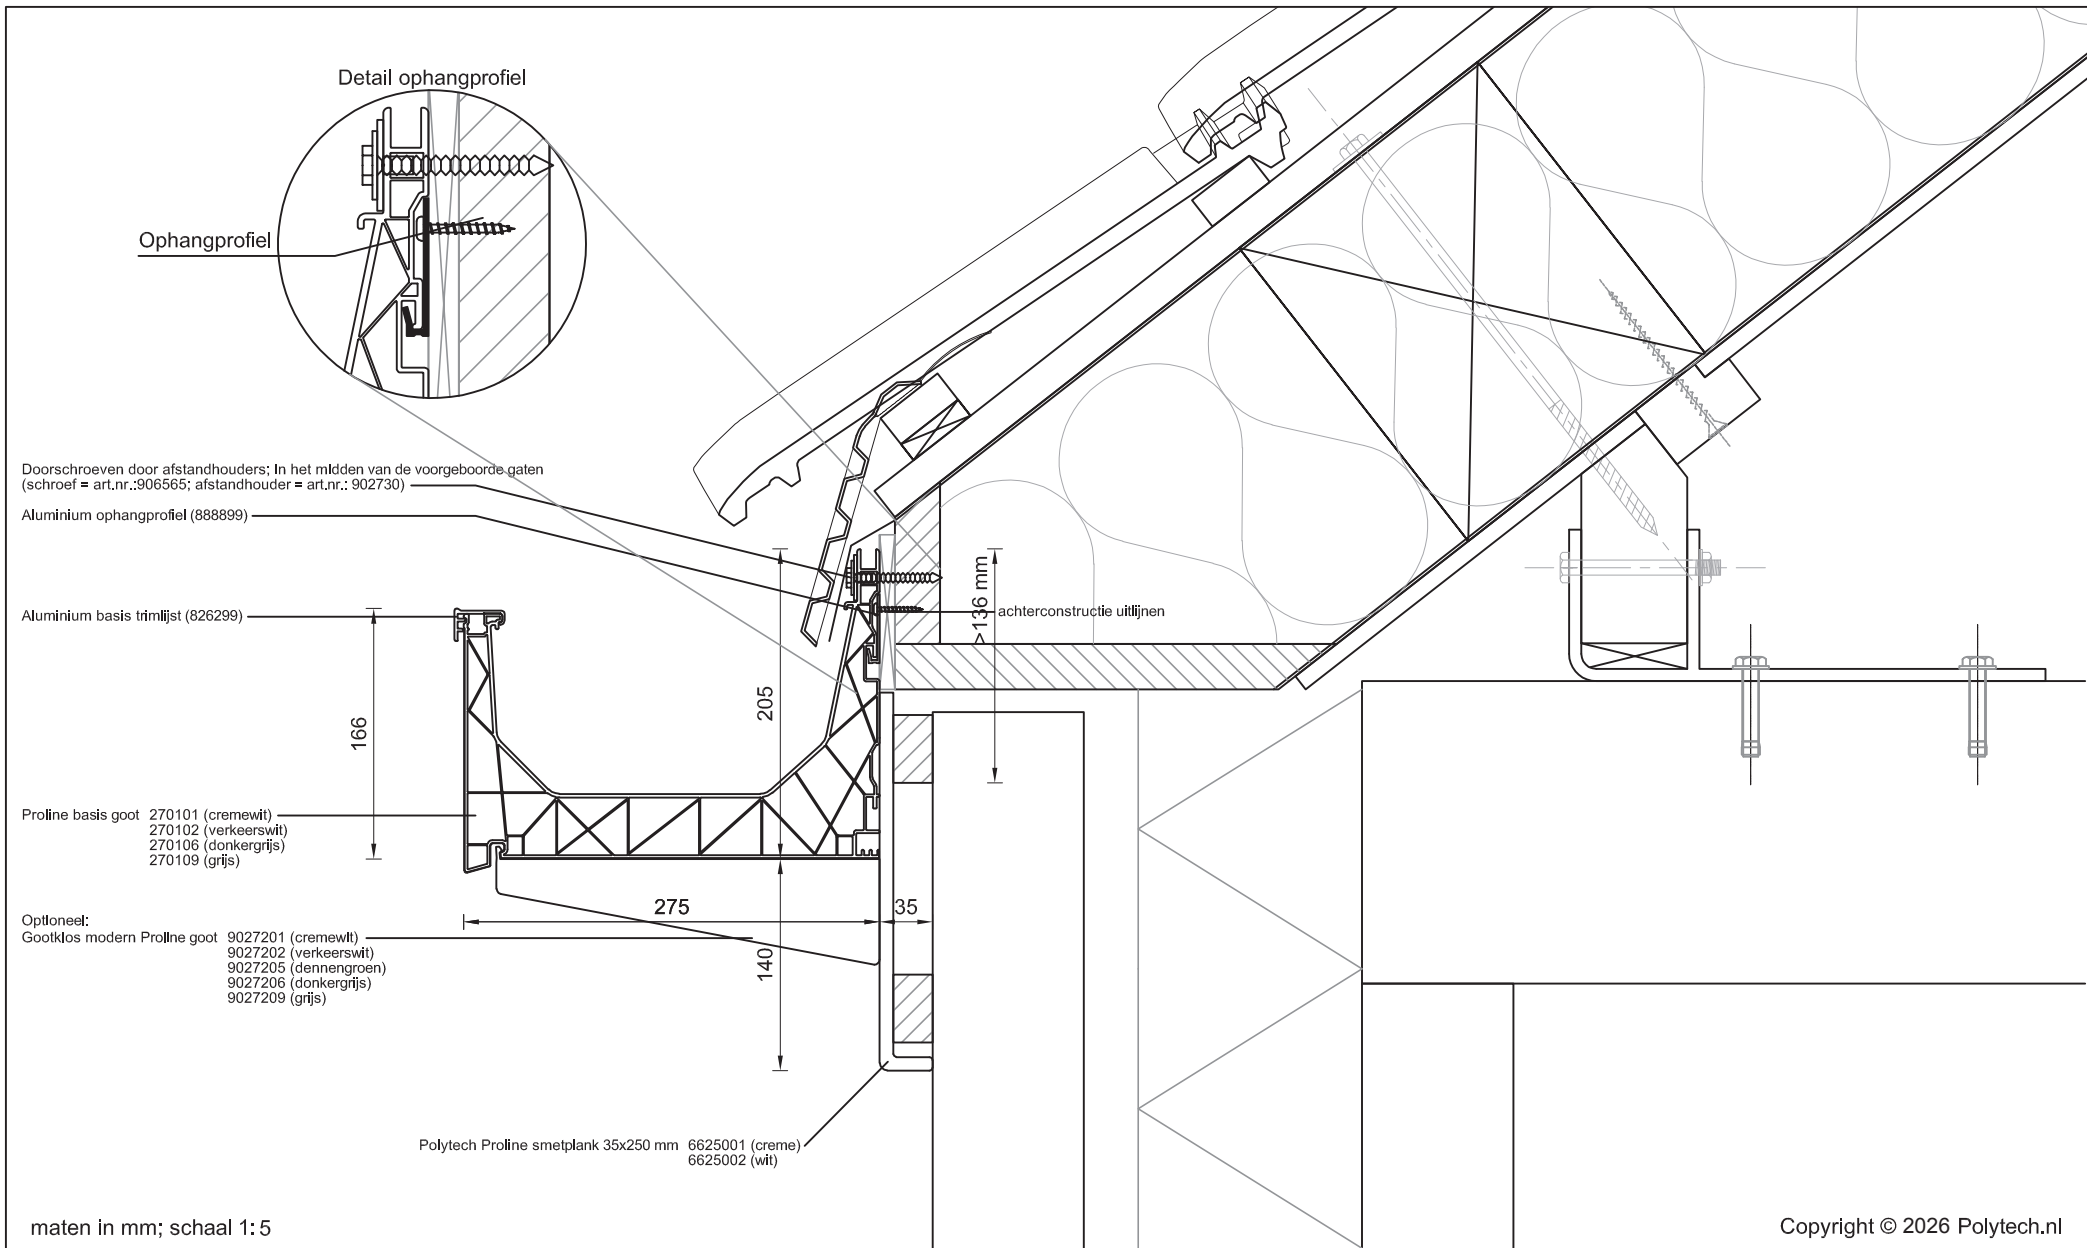 Detail ophangprofiel
Ophangprofiel
Doorschroeven door afstandhouders; In het midden van de voorgeboorde gaten
(schroef = art.nr.:906565; afstandhouder = art.nr.: 902730)
Aluminium ophangprofiel (888899)
Aluminium basis trimlijst (826299)
>136 mm
achterconstructie uitlijnen
205
166
Proline basis goot 270101 (cremewit)
270102 (verkeerswit)
270106 (donkergrijs)
270109 (grijs)
275
35
140
Optioneel:
Gootklos modern Proline goot 9027201 (cremewit)
9027202 (verkeerswit)
9027205 (dennengroen)
9027206 (donkergrijs)
9027209 (grijs)
Polytech Proline smetplank 35x250 mm 6625001 (creme)
6625002 (wit)
maten in mm; schaal 1:5
Copyright © 2026 Polytech.nl